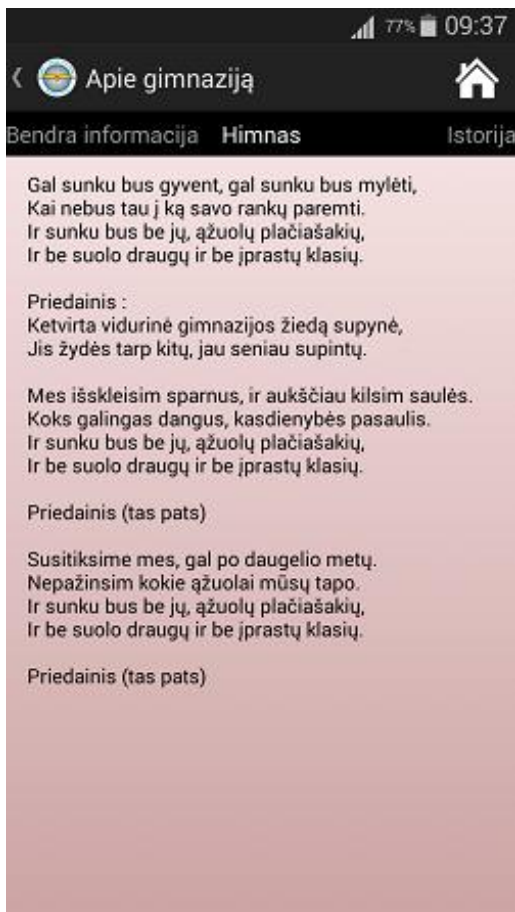 77% 09:37
Apie gimnaziją
Bendra informacija Himnas Istorija
Gal sunku bus gyvent, gal sunku bus mylėti,
Kai nebus tau į ką savo rankų paremti.
Ir sunku bus be jų, ąžuolų plačiašakių,
Ir be suolo draugų ir be įprastų klasių.
Priedainis :
Ketvirta vidurinė gimnazijos žiedą supynė,
Jis žydės tarp kitų, jau seniau supintų.
Mes išskleisim sparnus, ir aukščiau kilsim saulės.
Koks galingas dangus, kasdienybės pasaulis.
Ir sunku bus be jų, ąžuolų plačiašakių,
Ir be suolo draugų ir be įprastų klasių.
Priedainis (tas pats)
Susitiksime mes, gal po daugelio metų.
Nepažinsim kokie ąžuolai mūsų tapo.
Ir sunku bus be jų, ąžuolų plačiašakių,
Ir be suolo draugų ir be įprastų klasių.
Priedainis (tas pats)